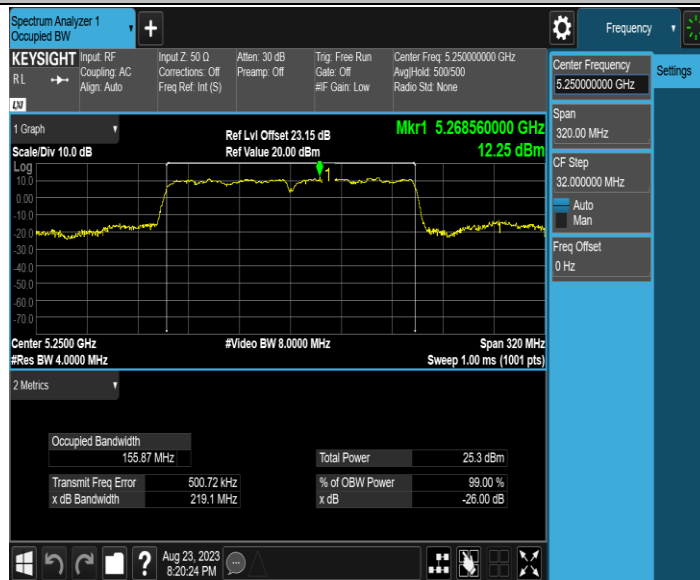 Spectrum Analyzer 1
Occupied BW
+
Frequency
KEYSIGHT
RL
LXI
Input: RF
Coupling: AC
Align: Auto
Input Z: 50 Ω
Corrections: Off
Freq Ref: Int (S)
Atten: 30 dB
Preamp: Off
Trig: Free Run
Gate: Off
#IF Gain: Low
Center Freq: 5.250000000 GHz
Avg|Hold: 500/500
Radio Std: None
Center Frequency
5.250000000 GHz
Settings
Span
320.00 MHz
CF Step
32.000000 MHz
Auto
Man
Freq Offset
0 Hz
1 Graph
Scale/Div 10.0 dB
Ref Lvl Offset 23.15 dB
Ref Value 20.00 dBm
Mkr1 5.268560000 GHz
12.25 dBm
Log
10.0
0.00
-10.0
-20.0
-30.0
-40.0
-50.0
-60.0
-70.0
1
Center 5.2500 GHz
#Res BW 4.0000 MHz
#Video BW 8.0000 MHz
Span 320 MHz
Sweep 1.00 ms (1001 pts)
2 Metrics
Occupied Bandwidth
155.87 MHz
Total Power 25.3 dBm
Transmit Freq Error 500.72 kHz
% of OBW Power 99.00 %
x dB Bandwidth 219.1 MHz
x dB -26.00 dB
?
Aug 23, 2023
8:20:24 PM